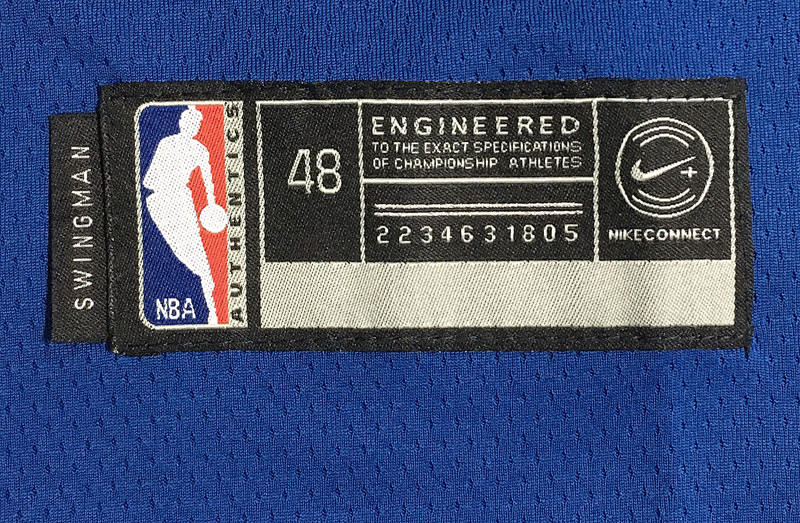 SWINGMAN
NBA
AUTHENTICS
48
ENGINEERED
TO THE EXACT SPECIFICATIONS
OF CHAMPIONSHIP ATHLETES
2234631805
+
NIKECONNECT